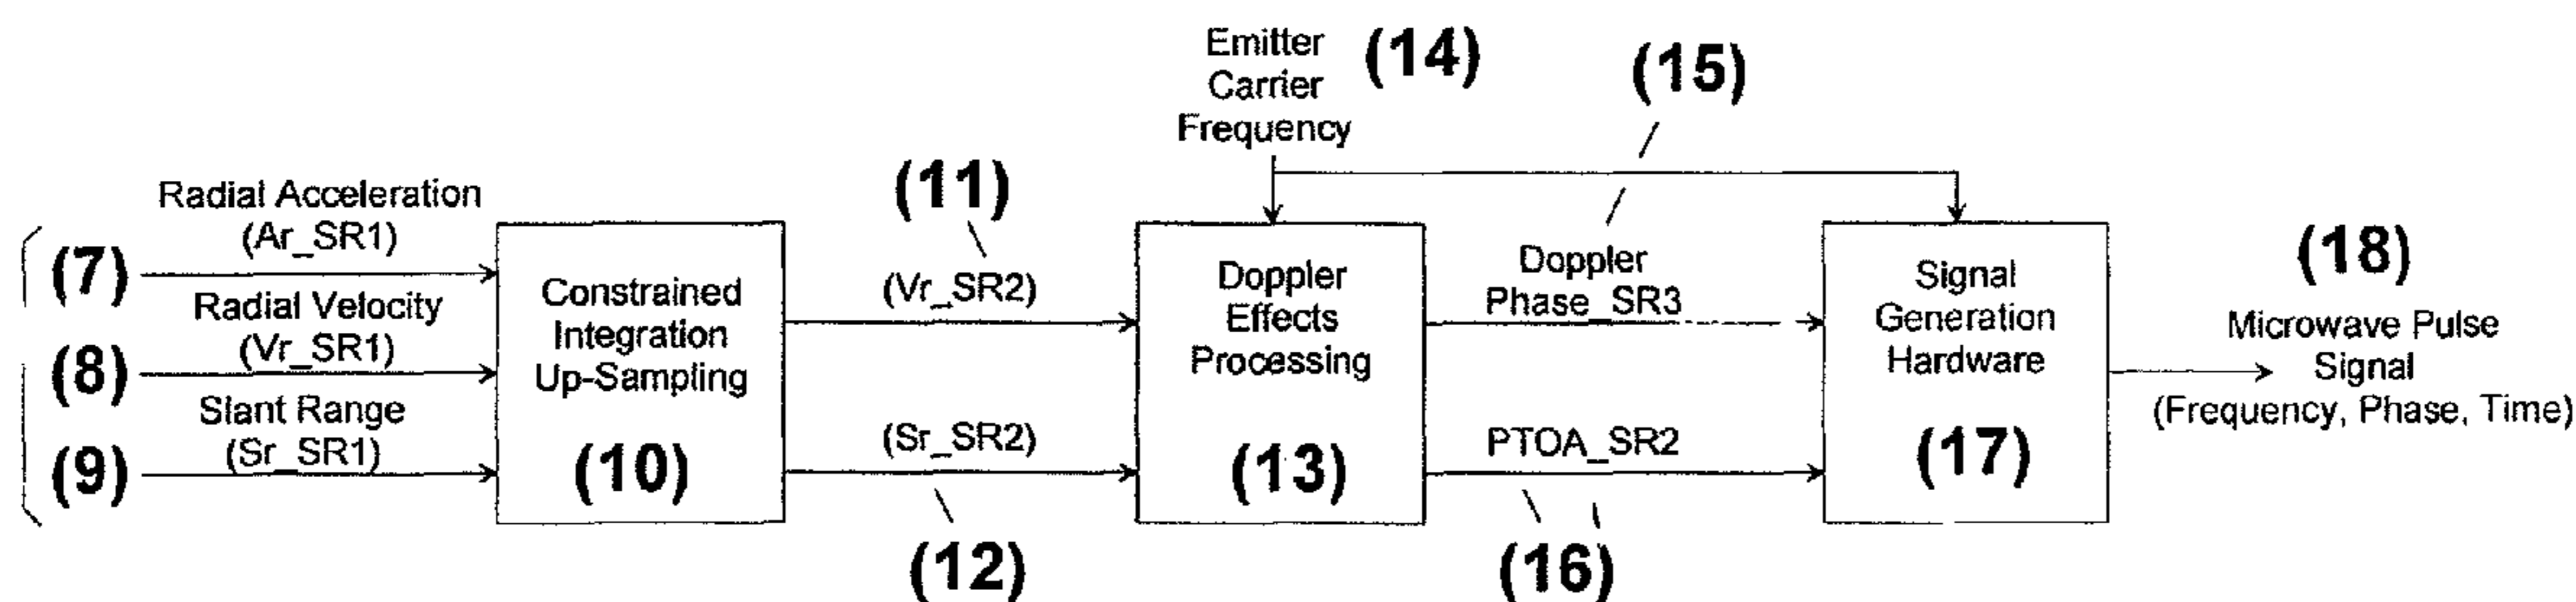 Emitter
Carrier
Frequency
(14)
(15)
Radial Acceleration
(Ar_SR1)
(7)
Radial Velocity
(Vr_SR1)
(8)
Slant Range
(Sr_SR1)
(9)
Constrained
Integration
Up-Sampling
(10)
(11)
(Vr_SR2)
(Sr_SR2)
(12)
Doppler
Effects
Processing
(13)
Doppler
Phase_SR3
PTOA_SR2
(16)
Signal
Generation
Hardware
(17)
(18)
Microwave Pulse
Signal
(Frequency, Phase, Time)